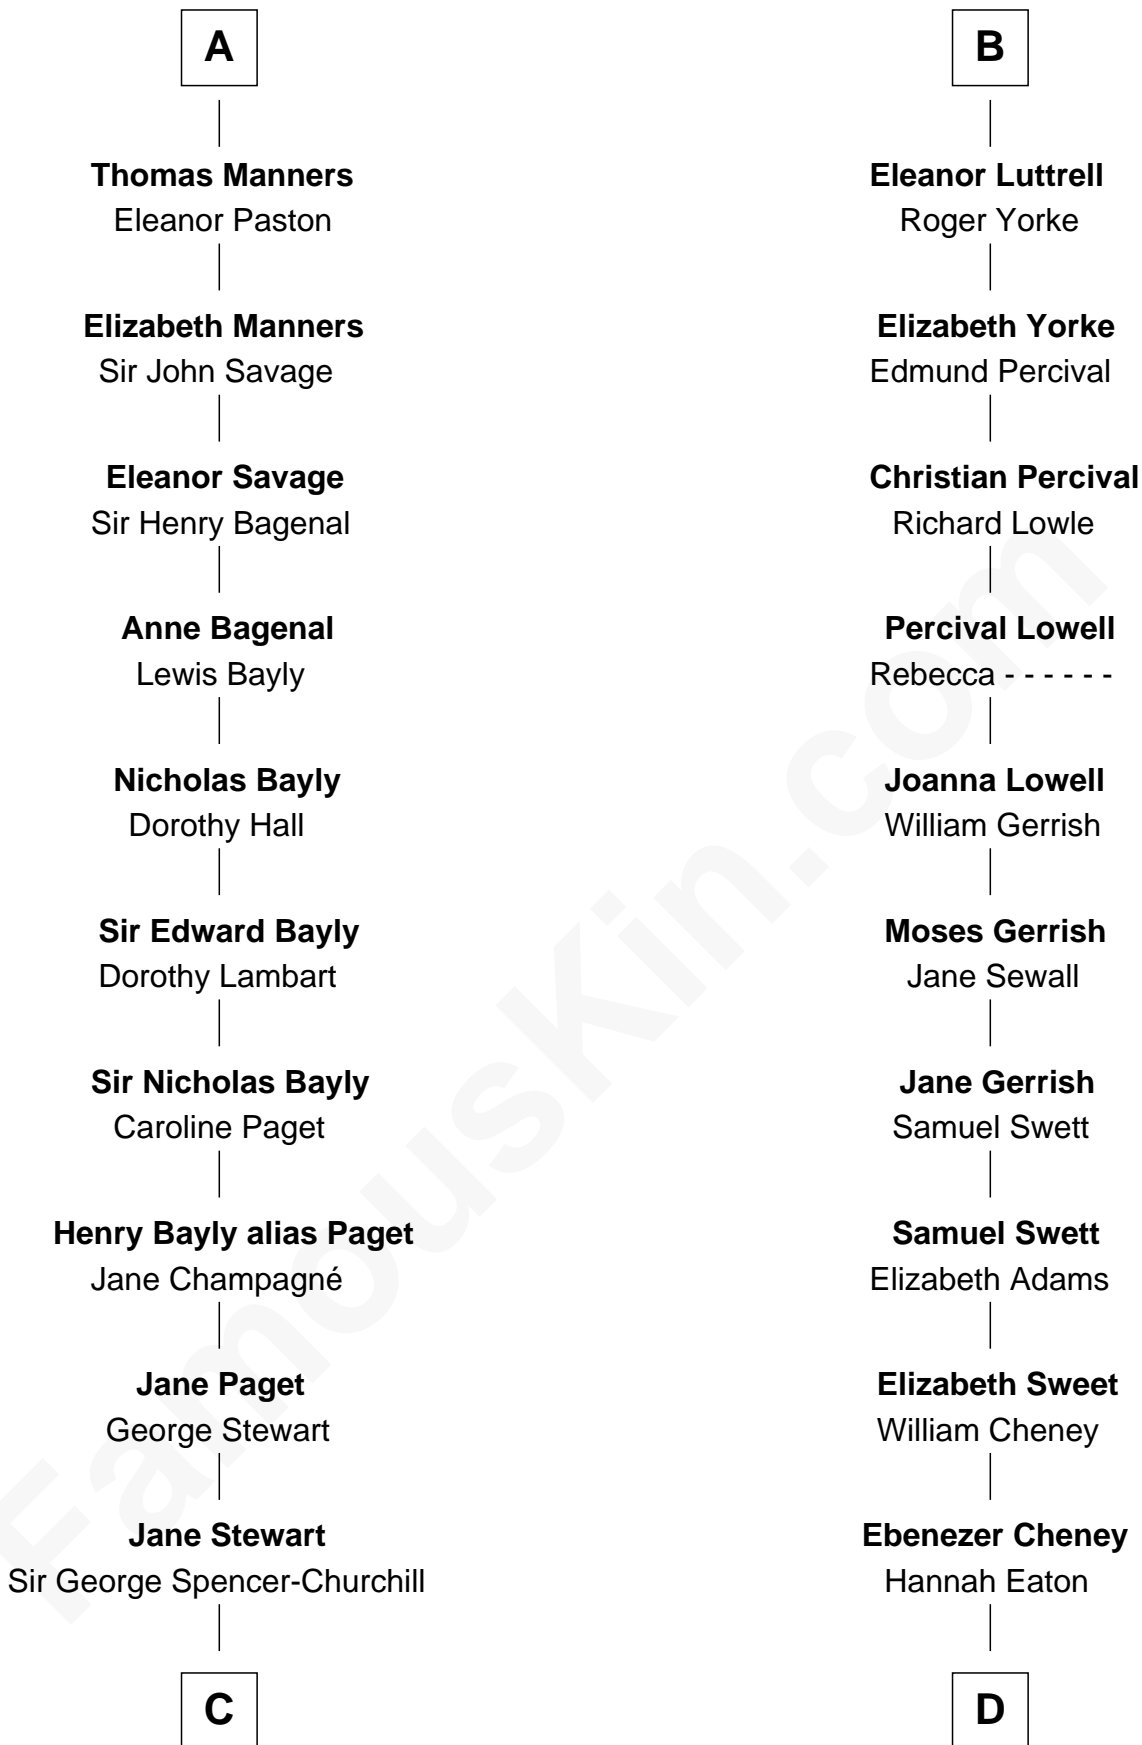 A
Thomas Manners
Eleanor Paston
Elizabeth Manners
Sir John Savage
Eleanor Savage
Sir Henry Bagenal
Anne Bagenal
Lewis Bayly
Nicholas Bayly
Dorothy Hall
Sir Edward Bayly
Dorothy Lambart
Sir Nicholas Bayly
Caroline Paget
Henry Bayly alias Paget
Jane Champagné
Jane Paget
George Stewart
Jane Stewart
Sir George Spencer-Churchill
C
B
Eleanor Luttrell
Roger Yorke
Elizabeth Yorke
Edmund Percival
Christian Percival
Richard Lowle
Percival Lowell
Rebecca - - - - - -
Joanna Lowell
William Gerrish
Moses Gerrish
Jane Sewall
Jane Gerrish
Samuel Swett
Samuel Swett
Elizabeth Adams
Elizabeth Sweet
William Cheney
Ebenezer Cheney
Hannah Eaton
D
FamousKin.com